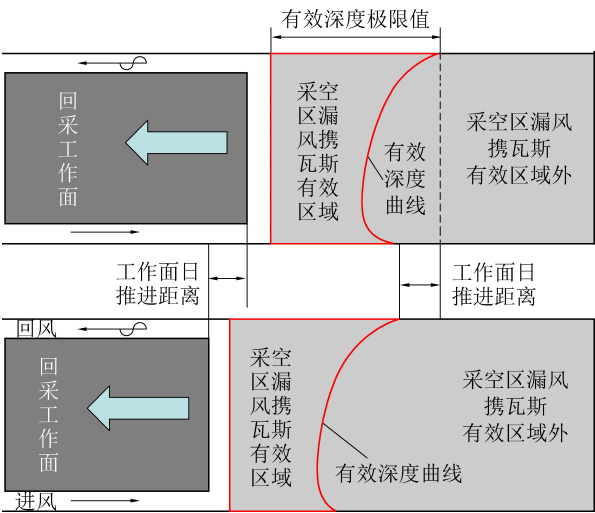 有效深度极限值
回
采
工
作
面
采空
区漏
风携
瓦斯
有效
区域
有效
深度
曲线
采空区漏风
携瓦斯
有效区域外
工作面日
推进距离
工作面日
推进距离
回风
回
采
工
作
面
进风
采空
区漏
风携
瓦斯
有效
区域
有效深度曲线
采空区漏风
携瓦斯
有效区域外